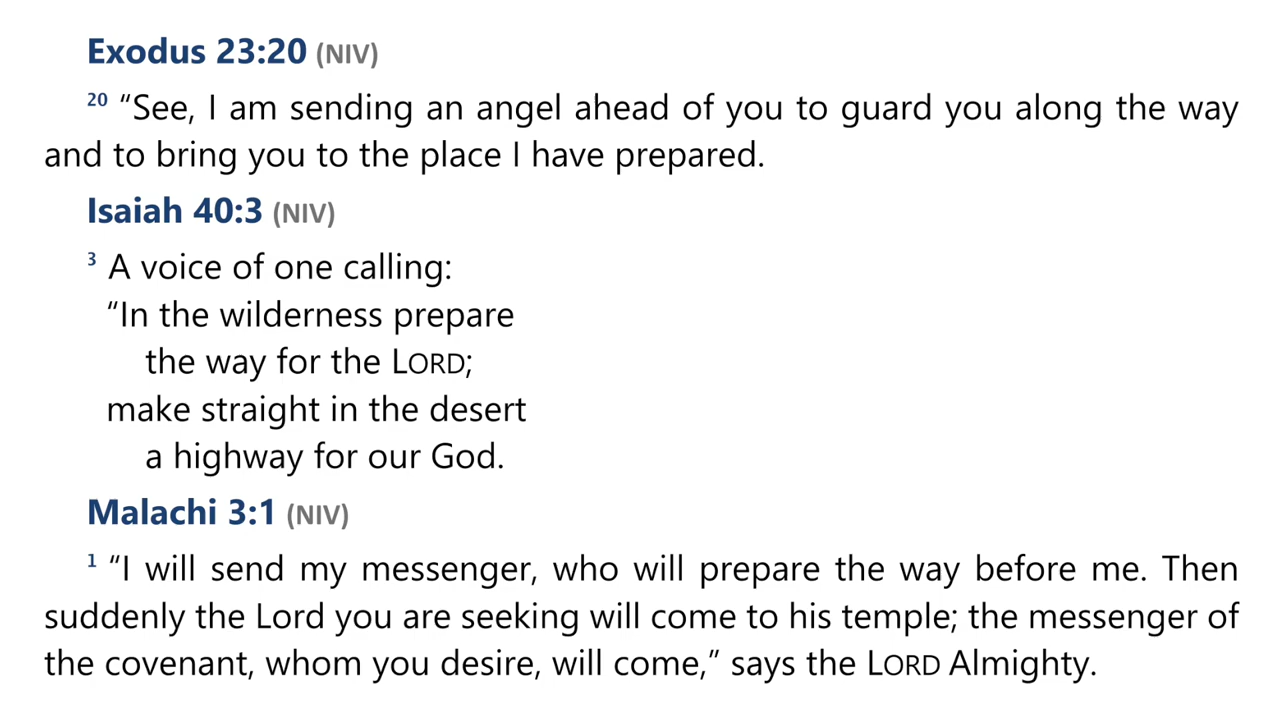 Exodus 23:20 (NIV)
20 “See, I am sending an angel ahead of you to guard you along the way
and to bring you to the place I have prepared.
Isaiah 40:3 (NIV)
3 A voice of one calling:
“In the wilderness prepare
the way for the LORD;
make straight in the desert
a highway for our God.
Malachi 3:1 (NIV)
1 “I will send my messenger, who will prepare the way before me. Then
suddenly the Lord you are seeking will come to his temple; the messenger of
the covenant, whom you desire, will come,” says the LORD Almighty.